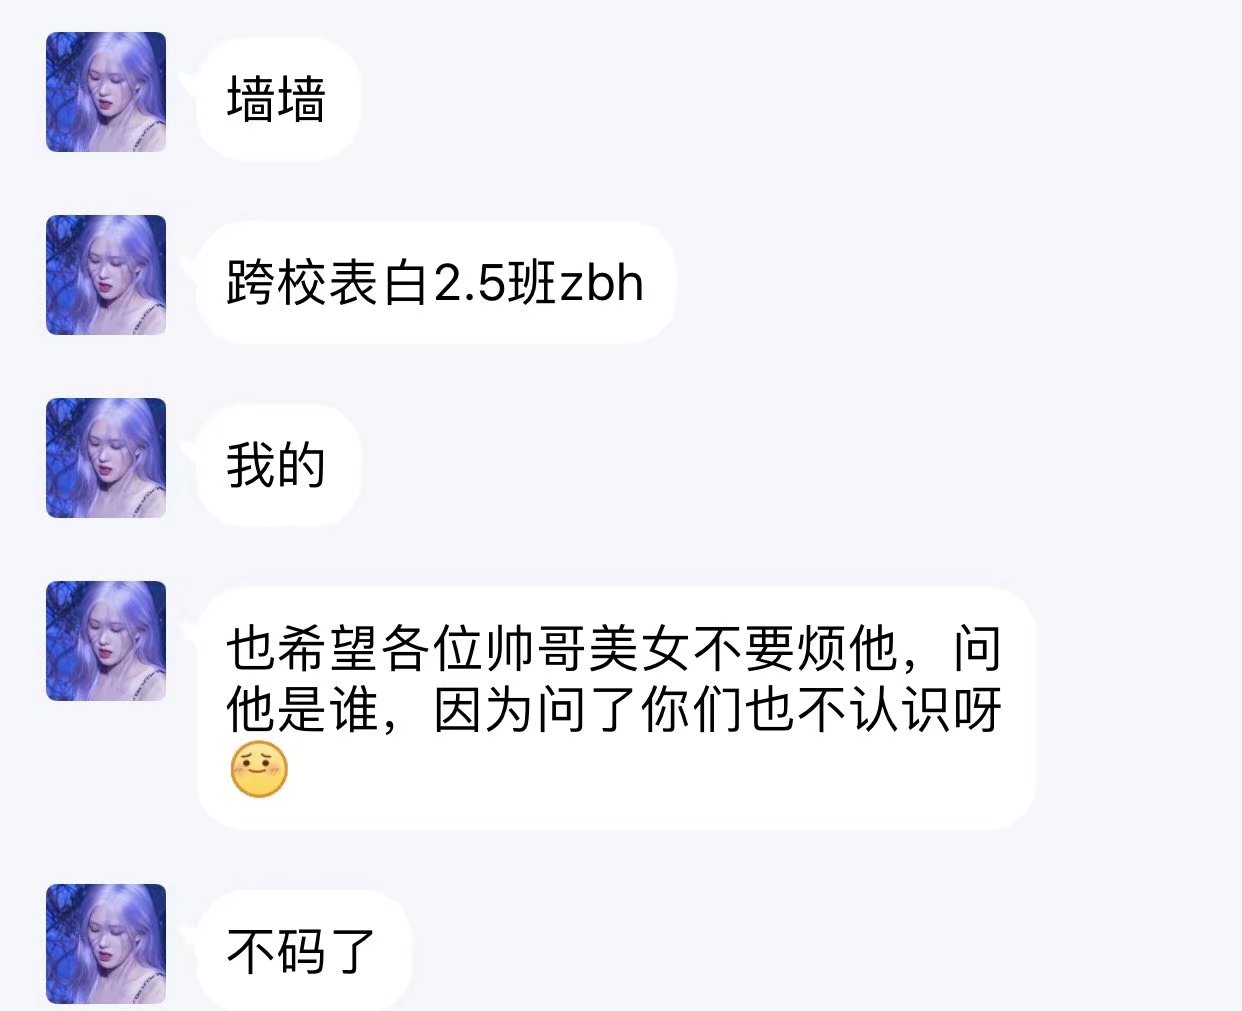 墙墙
跨校表白2.5班zbh
我的
也希望各位帅哥美女不要烦他，问
他是谁，因为问了你们也不认识呀
不码了